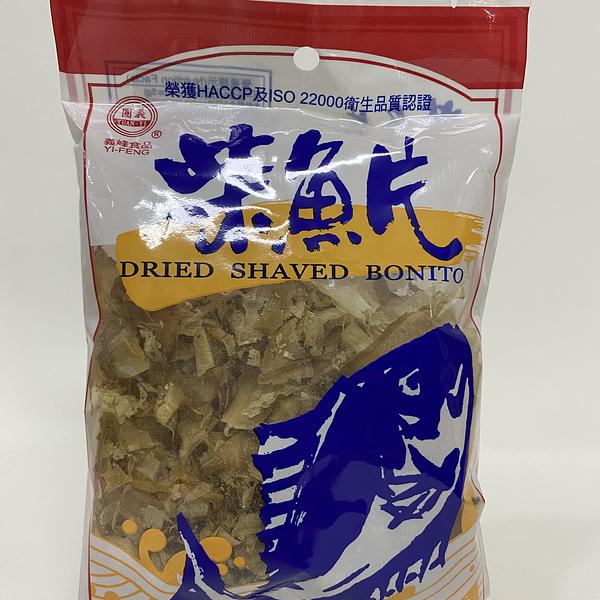 榮獲HACCP及ISO 22000衛生品質認證
圓義
YUAN-YI
®
義峰食品
YI-FENG
柴魚片
DRIED SHAVED BONITO